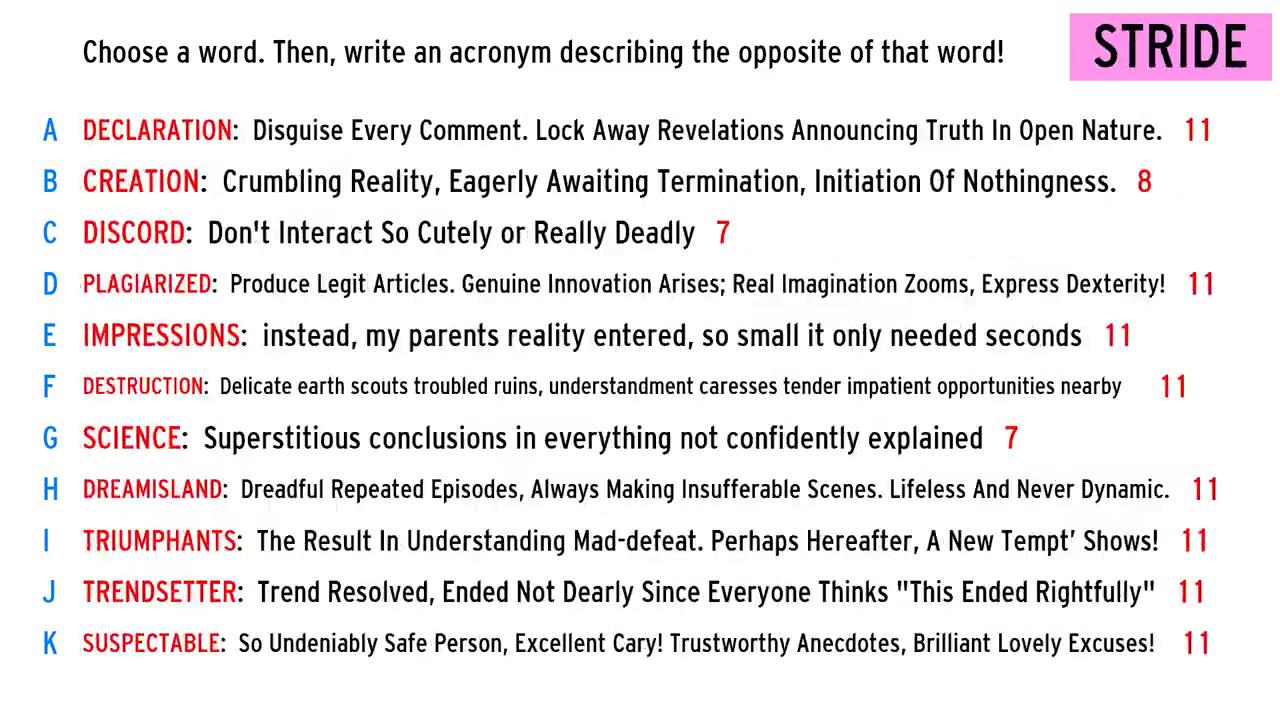 Choose a word. Then, write an acronym describing the opposite of that word!
STRIDE
A DECLARATION: Disguise Every Comment. Lock Away Revelations Announcing Truth In Open Nature. 11
B CREATION: Crumbling Reality, Eagerly Awaiting Termination, Initiation Of Nothingness. 8
C DISCORD: Don't Interact So Cutely or Really Deadly 7
D PLAGIARIZED: Produce Legit Articles. Genuine Innovation Arises; Real Imagination Zooms, Express Dexterity! 11
E IMPRESSIONS: instead, my parents reality entered, so small it only needed seconds 11
F DESTRUCTION: Delicate earth scouts troubled ruins, understandment caresses tender impatient opportunities nearby 11
G SCIENCE: Superstitious conclusions in everything not confidently explained 7
H DREAMISLAND: Dreadful Repeated Episodes, Always Making Insufferable Scenes. Lifeless And Never Dynamic. 11
I TRIUMPHANTS: The Result In Understanding Mad-defeat. Perhaps Hereafter, A New Tempt’ Shows! 11
J TRENDSETTER: Trend Resolved, Ended Not Dearly Since Everyone Thinks "This Ended Rightfully" 11
K SUSPECTABLE: So Undeniably Safe Person, Excellent Cary! Trustworthy Anecdotes, Brilliant Lovely Excuses! 11